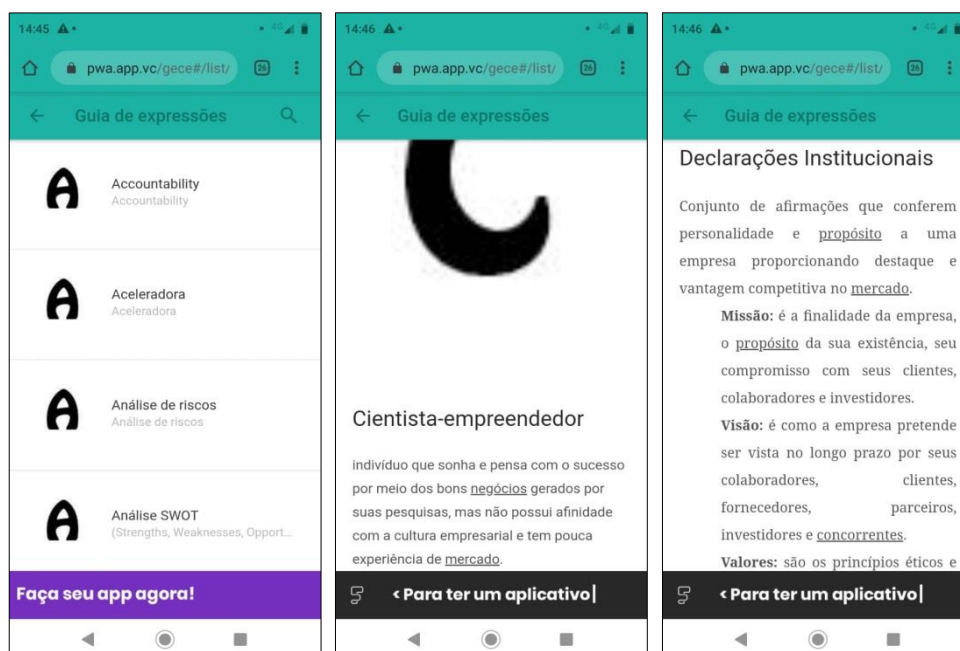 14:45
4G
pwa.app.vc/gece#/list/
26
Guia de expressões
A
Accountability
Accountability
A
Aceleradora
Aceleradora
A
Análise de riscos
Análise de riscos
A
Análise SWOT
(Strengths, Weaknesses, Opport...
Faça seu app agora!
14:46
4G
pwa.app.vc/gece#/list/
26
Guia de expressões
C
Cientista-empreendedor
indivíduo que sonha e pensa com o sucesso
por meio dos bons negócios gerados por
suas pesquisas, mas não possui afinidade
com a cultura empresarial e tem pouca
experiência de mercado.
< Para ter um aplicativo|
14:46
4G
pwa.app.vc/gece#/list/
26
Guia de expressões
Declarações Institucionais
Conjunto de afirmações que conferem
personalidade e propósito a uma
empresa proporcionando destaque e
vantagem competitiva no mercado.
Missão: é a finalidade da empresa,
o propósito da sua existência, seu
compromisso com seus clientes,
colaboradores e investidores.
Visão: é como a empresa pretende
ser vista no longo prazo por seus
colaboradores, clientes,
fornecedores, parceiros,
investidores e concorrentes.
Valores: são os princípios éticos e
< Para ter um aplicativo|